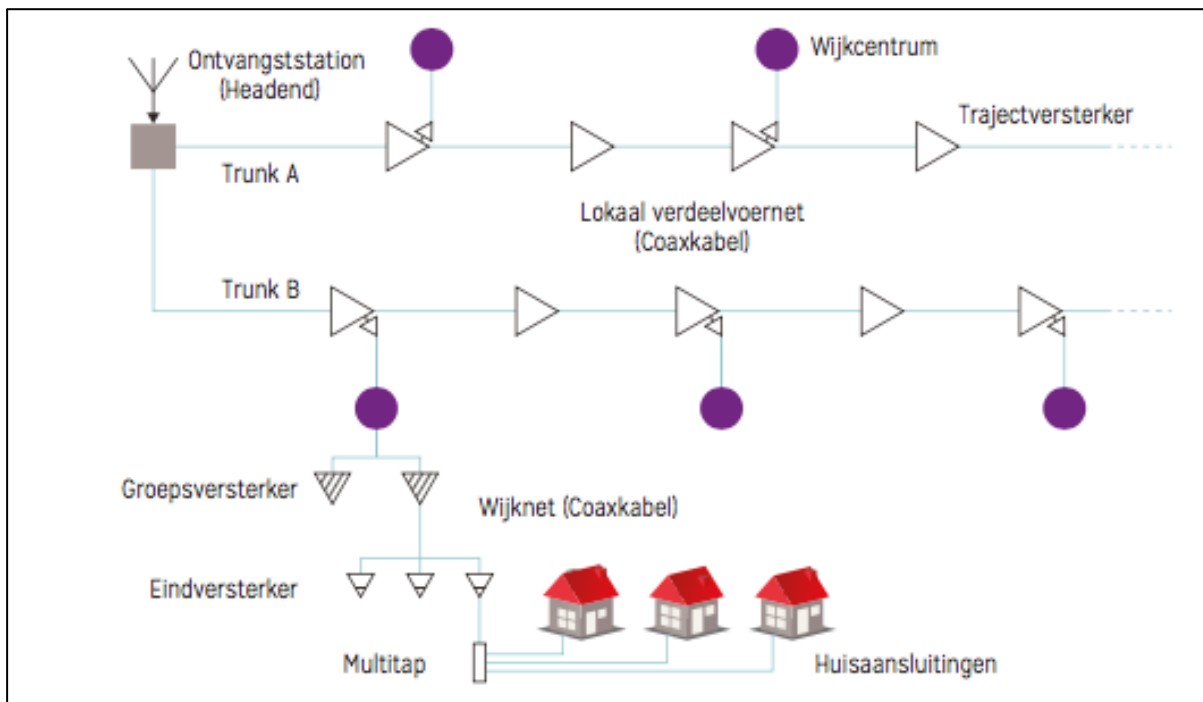 Ontvangststation
(Headend)
Wijkcentrum
Trajectversterker
Trunk A
Lokaal verdeelvoernet
(Coaxkabel)
Trunk B
Groepsversterker
Wijknet (Coaxkabel)
Eindversterker
Multitap
Huisaansluitingen